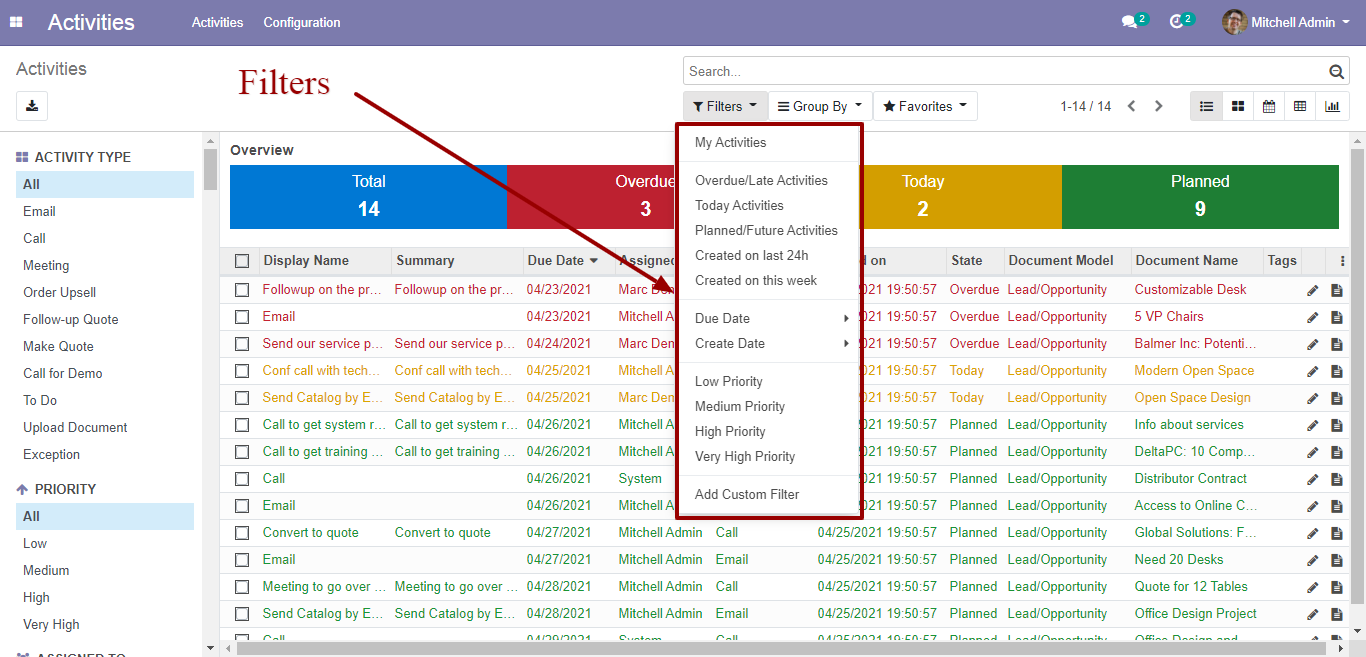 Activities Activities Configuration 2 2 Mitchell Admin
Activities
Filters
Search...
Filters Group By Favorites 1-14 / 14
ACTIVITY TYPE
All
Email
Call
Meeting
Order Upsell
Follow-up Quote
Make Quote
Call for Demo
To Do
Upload Document
Exception
PRIORITY
All
Low
Medium
High
Very High
ASSIGNED TO
My Activities
Overdue/Late Activities
Today Activities
Planned/Future Activities
Created on last 24h
Created on this week
Due Date
Create Date
Low Priority
Medium Priority
High Priority
Very High Priority
Add Custom Filter
Overview
Total Overdue Today Planned
14 3 2 9
Display Name Summary Due Date Assigned on State Document Model Document Name Tags
Followup on the pr... Followup on the pr... 04/23/2021 Marc Den 021 19:50:57 Overdue Lead/Opportunity Customizable Desk
Email 04/23/2021 Mitchell A 021 19:50:57 Overdue Lead/Opportunity 5 VP Chairs
Send our service p... Send our service p... 04/24/2021 Marc Den 021 19:50:57 Overdue Lead/Opportunity Balmer Inc: Potenti...
Conf call with tech... Conf call with tech... 04/25/2021 Mitchell A 021 19:50:57 Today Lead/Opportunity Modern Open Space
Send Catalog by E... Send Catalog by E... 04/25/2021 Marc Den 021 19:50:57 Today Lead/Opportunity Open Space Design
Call to get system r... Call to get system r... 04/26/2021 Mitchell A 021 19:50:57 Planned Lead/Opportunity Info about services
Call to get training ... Call to get training ... 04/26/2021 Mitchell A 021 19:50:57 Planned Lead/Opportunity DeltaPC: 10 Comp...
Call 04/26/2021 System 021 19:50:57 Planned Lead/Opportunity Distributor Contract
Email 04/26/2021 Mitchell A 021 19:50:57 Planned Lead/Opportunity Access to Online C...
Convert to quote Convert to quote 04/27/2021 Mitchell Admin Call 04/25/2021 19:50:57 Planned Lead/Opportunity Global Solutions: F...
Email 04/27/2021 Mitchell Admin Email 04/25/2021 19:50:57 Planned Lead/Opportunity Need 20 Desks
Meeting to go over ... Meeting to go over ... 04/28/2021 Mitchell Admin Call 04/25/2021 19:50:57 Planned Lead/Opportunity Quote for 12 Tables
Send Catalog by E... Send Catalog by E... 04/28/2021 Mitchell Admin Email 04/25/2021 19:50:57 Planned Lead/Opportunity Office Design Project
Call 04/29/2021 System Call 04/25/2021 19:50:57 Planned Lead/Opportunity Office Design and